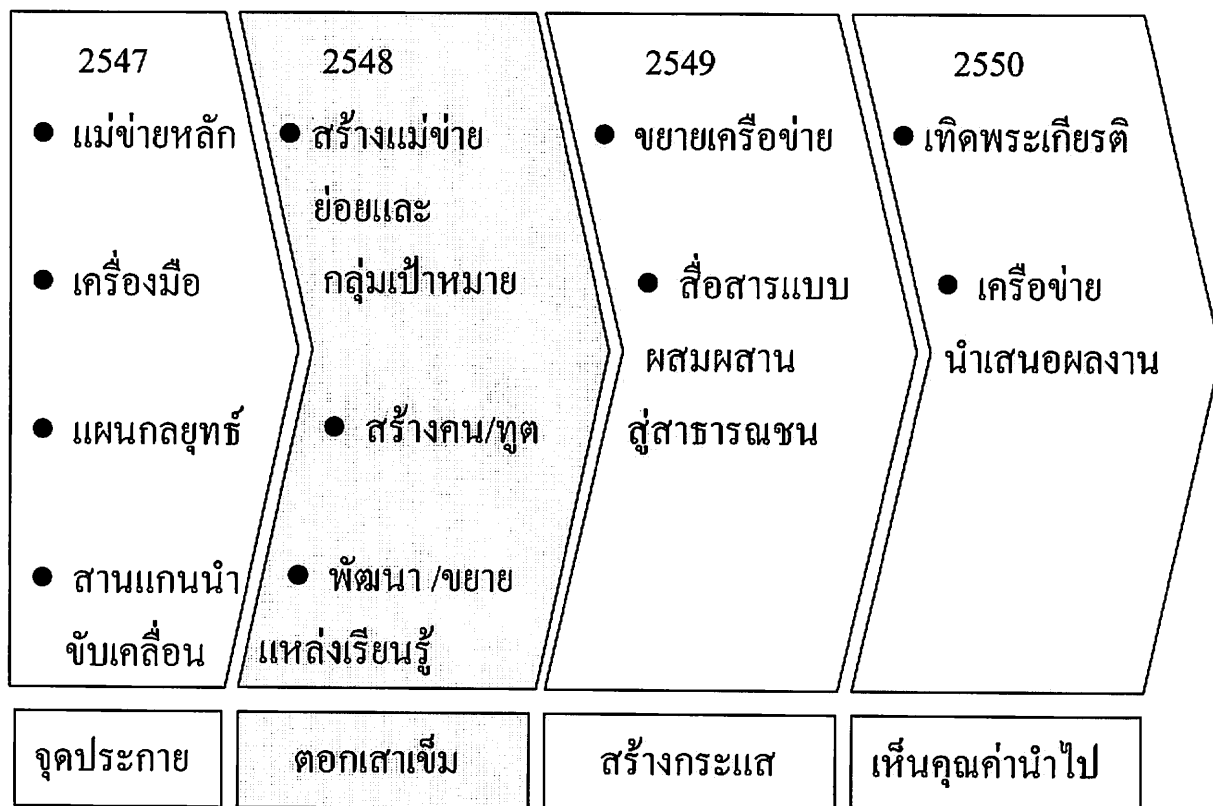 2547
● แม่ข่ายหลัก
● เครื่องมือ
● แผนกลยุทธ์
● สานแกนนำ
ขับเคลื่อน
จุดประกาย
2548
● สร้างแม่ข่าย
ย่อยและ
กลุ่มเป้าหมาย
● สร้างคน/ทูต
● พัฒนา /ขยาย
แหล่งเรียนรู้
ตอกเสาเข็ม
2549
● ขยายเครือข่าย
● สื่อสารแบบ
ผสมผสาน
สู่สาธารณชน
สร้างกระแส
2550
● เทิดพระเกียรติ
● เครือข่าย
นำเสนอผลงาน
เห็นคุณค่านำไป